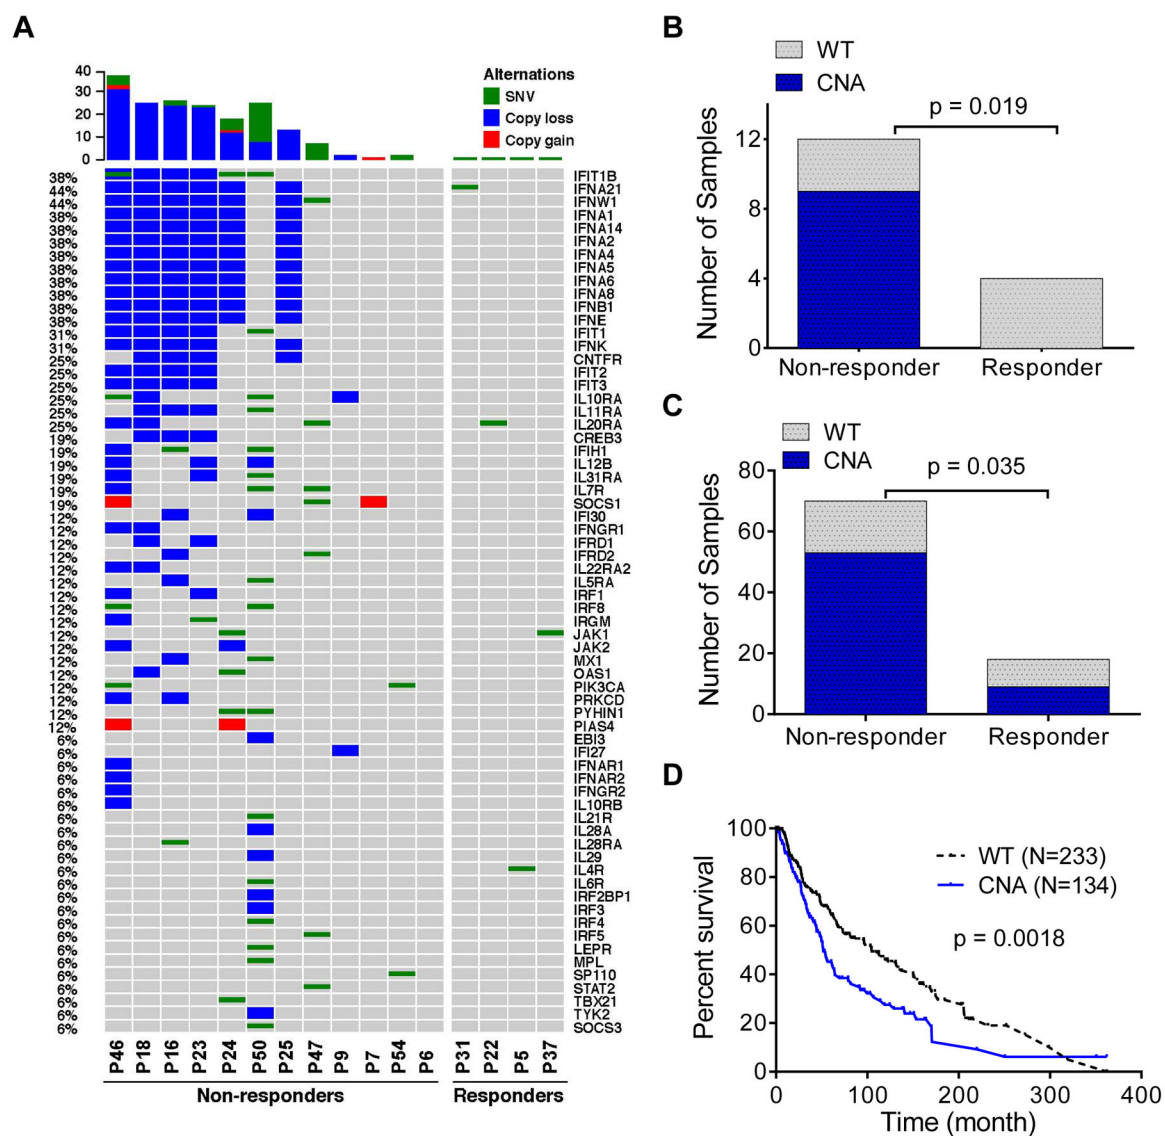 A
40
30
20
10
0
Alternations
SNV
Copy loss
Copy gain
38% IFIT1B
44% IFNA21
44% IFNW1
38% IFNA1
38% IFNA14
38% IFNA2
38% IFNA4
38% IFNA5
38% IFNA6
38% IFNA8
38% IFNB1
38% IFNE
31% IFIT1
31% IFNK
25% CNTFR
25% IFIT2
25% IFIT3
25% IL10RA
25% IL11RA
25% IL20RA
19% CREB3
19% IFIH1
19% IL12B
19% IL31RA
19% IL7R
19% SOCS1
12% IFI30
12% IFNGR1
12% IFRD1
12% IFRD2
12% IL22RA2
12% IL5RA
12% IRF1
12% IRF8
12% IRGM
12% JAK1
12% JAK2
12% MX1
12% OAS1
12% PIK3CA
12% PRKCD
12% PYHIN1
12% PIAS4
6% EBI3
6% IFI27
6% IFNAR1
6% IFNAR2
6% IFNGR2
6% IL10RB
6% IL21R
6% IL28A
6% IL28RA
6% IL29
6% IL4R
6% IL6R
6% IRF2BP1
6% IRF3
6% IRF4
6% IRF5
6% LEPR
6% MPL
6% SP110
6% STAT2
6% TBX21
6% TYK2
6% SOCS3
P46 P18 P16 P23 P24 P50 P25 P47 P9 P7 P54 P6 P31 P22 P5 P37
Non-responders Responders
B
WT
CNA
p = 0.019
Number of Samples
12
8
4
0
Non-responder Responder
C
WT
CNA
p = 0.035
Number of Samples
80
60
40
20
0
Non-responder Responder
D
Percent survival
100
80
60
40
20
0
WT (N=233)
CNA (N=134)
p = 0.0018
0 100 200 300 400
Time (month)